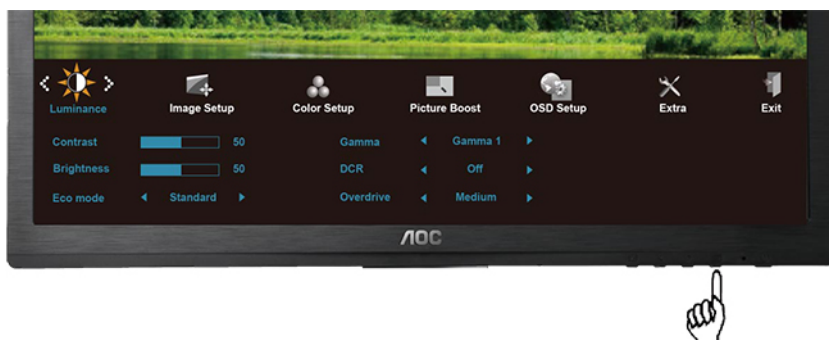 Luminance
Image Setup
Color Setup
Picture Boost
OSD Setup
Extra
Exit
Contrast 50 Gamma Gamma 1
Brightness 50 DCR Off
Eco mode Standard Overdrive Medium
AOC